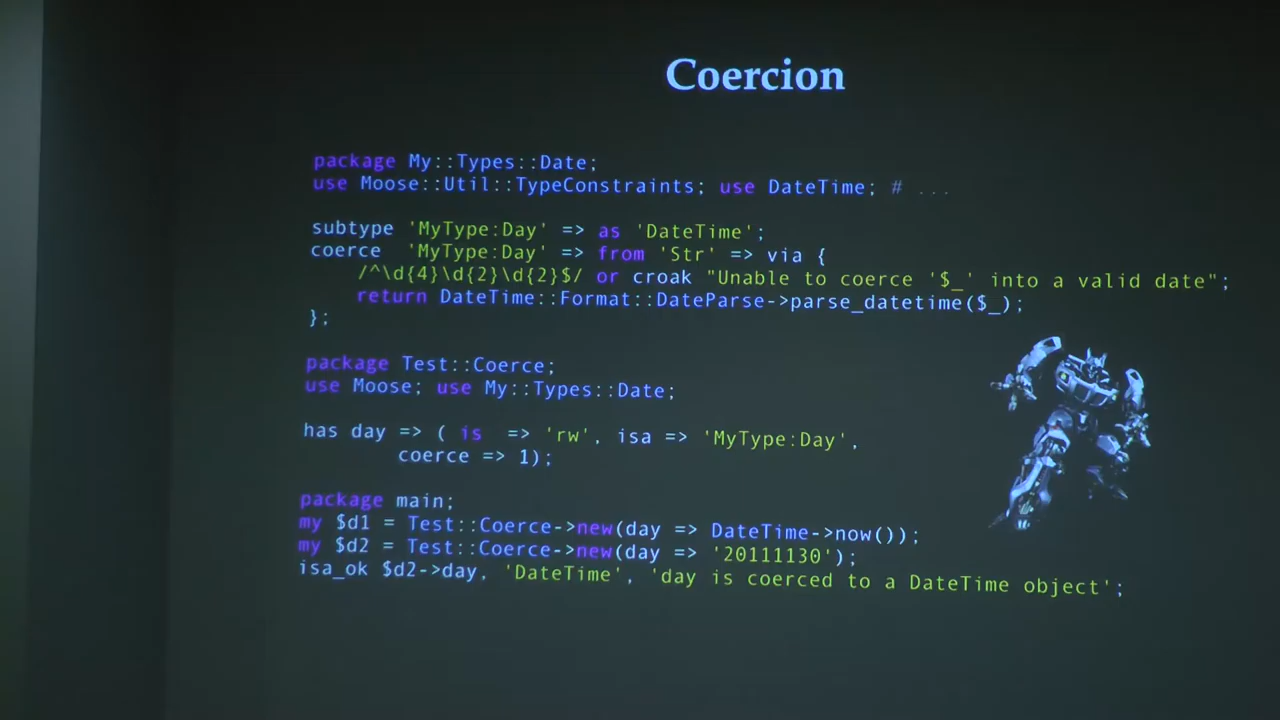 Coercion
package My::Types::Date;
use Moose::Util::TypeConstraints; use DateTime; # ...
subtype 'MyType:Day' => as 'DateTime';
coerce 'MyType:Day' => from 'Str' => via {
/^\d{4}\d{2}\d{2}$/ or croak "Unable to coerce '$_' into a valid date";
return DateTime::Format::DateParse->parse_datetime($_);
};
package Test::Coerce;
use Moose; use My::Types::Date;
has day => ( is => 'rw', isa => 'MyType:Day',
coerce => 1);
package main;
my $d1 = Test::Coerce->new(day => DateTime->now());
my $d2 = Test::Coerce->new(day => '20111130');
isa_ok $d2->day, 'DateTime', 'day is coerced to a DateTime object';